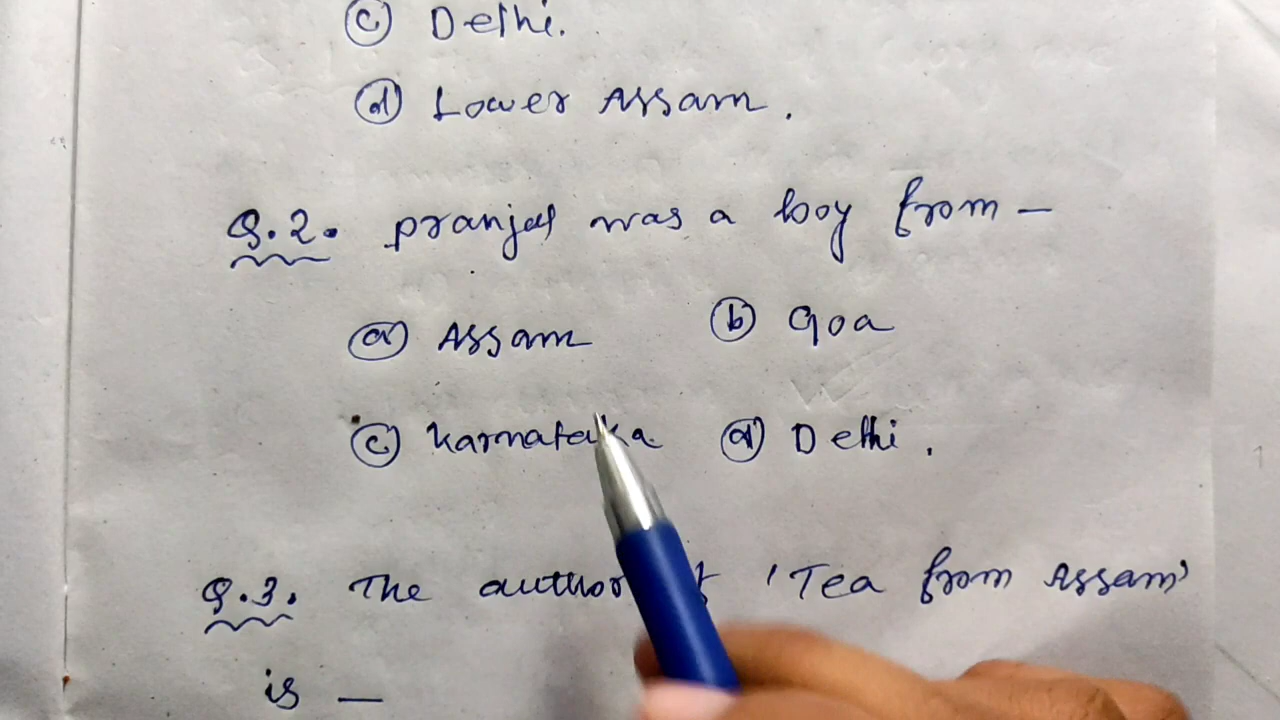 (c) Delhi.
(d) Lower Assam.
Q.2. Pranjal was a boy from –
(a) Assam (b) Goa
(c) Karnataka (d) Delhi.
Q.3. The author of 'Tea from Assam'
is –